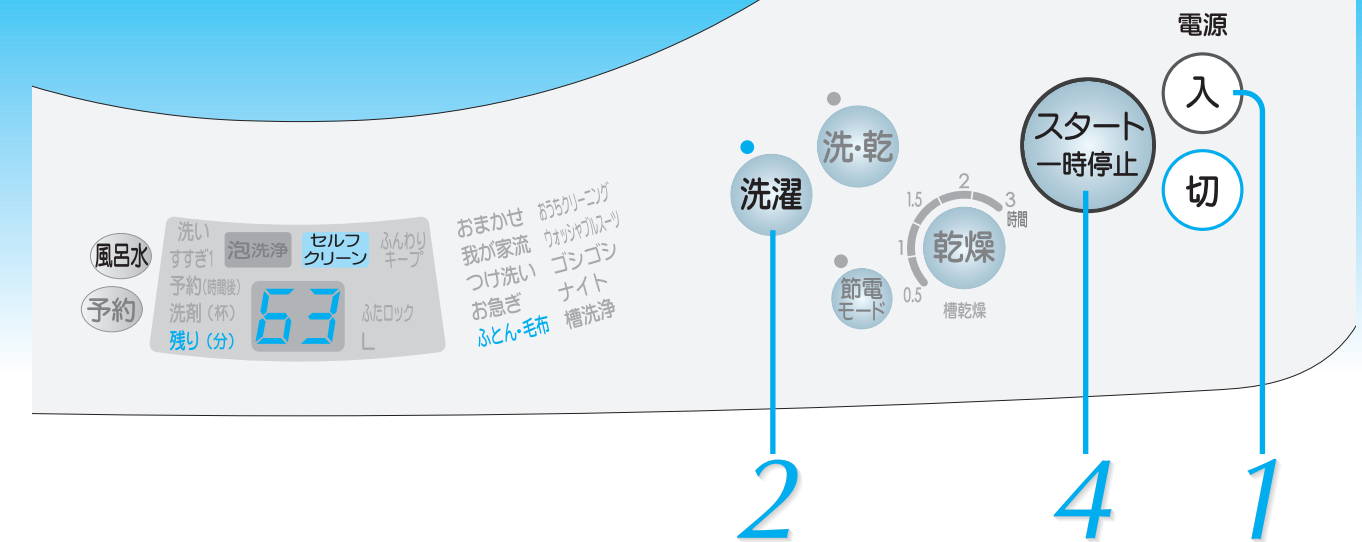 電源
入
切
スタート
一時停止
洗・乾
洗濯
2
1.5
3
時間
1
0.5
乾燥
槽乾燥
節電
モード
風呂水
予約
洗い
すすぎ1
泡洗浄
セルフ
クリーン
ふんわり
キープ
予約(時間後)
洗剤(杯)
残り(分)
63
ふたロック
L
おまかせ
我が家流
つけ洗い
お急ぎ
ふとん・毛布
おうちクリーニング
ウォッシャブルスーツ
ゴシゴシ
ナイト
槽洗浄
2
4
1